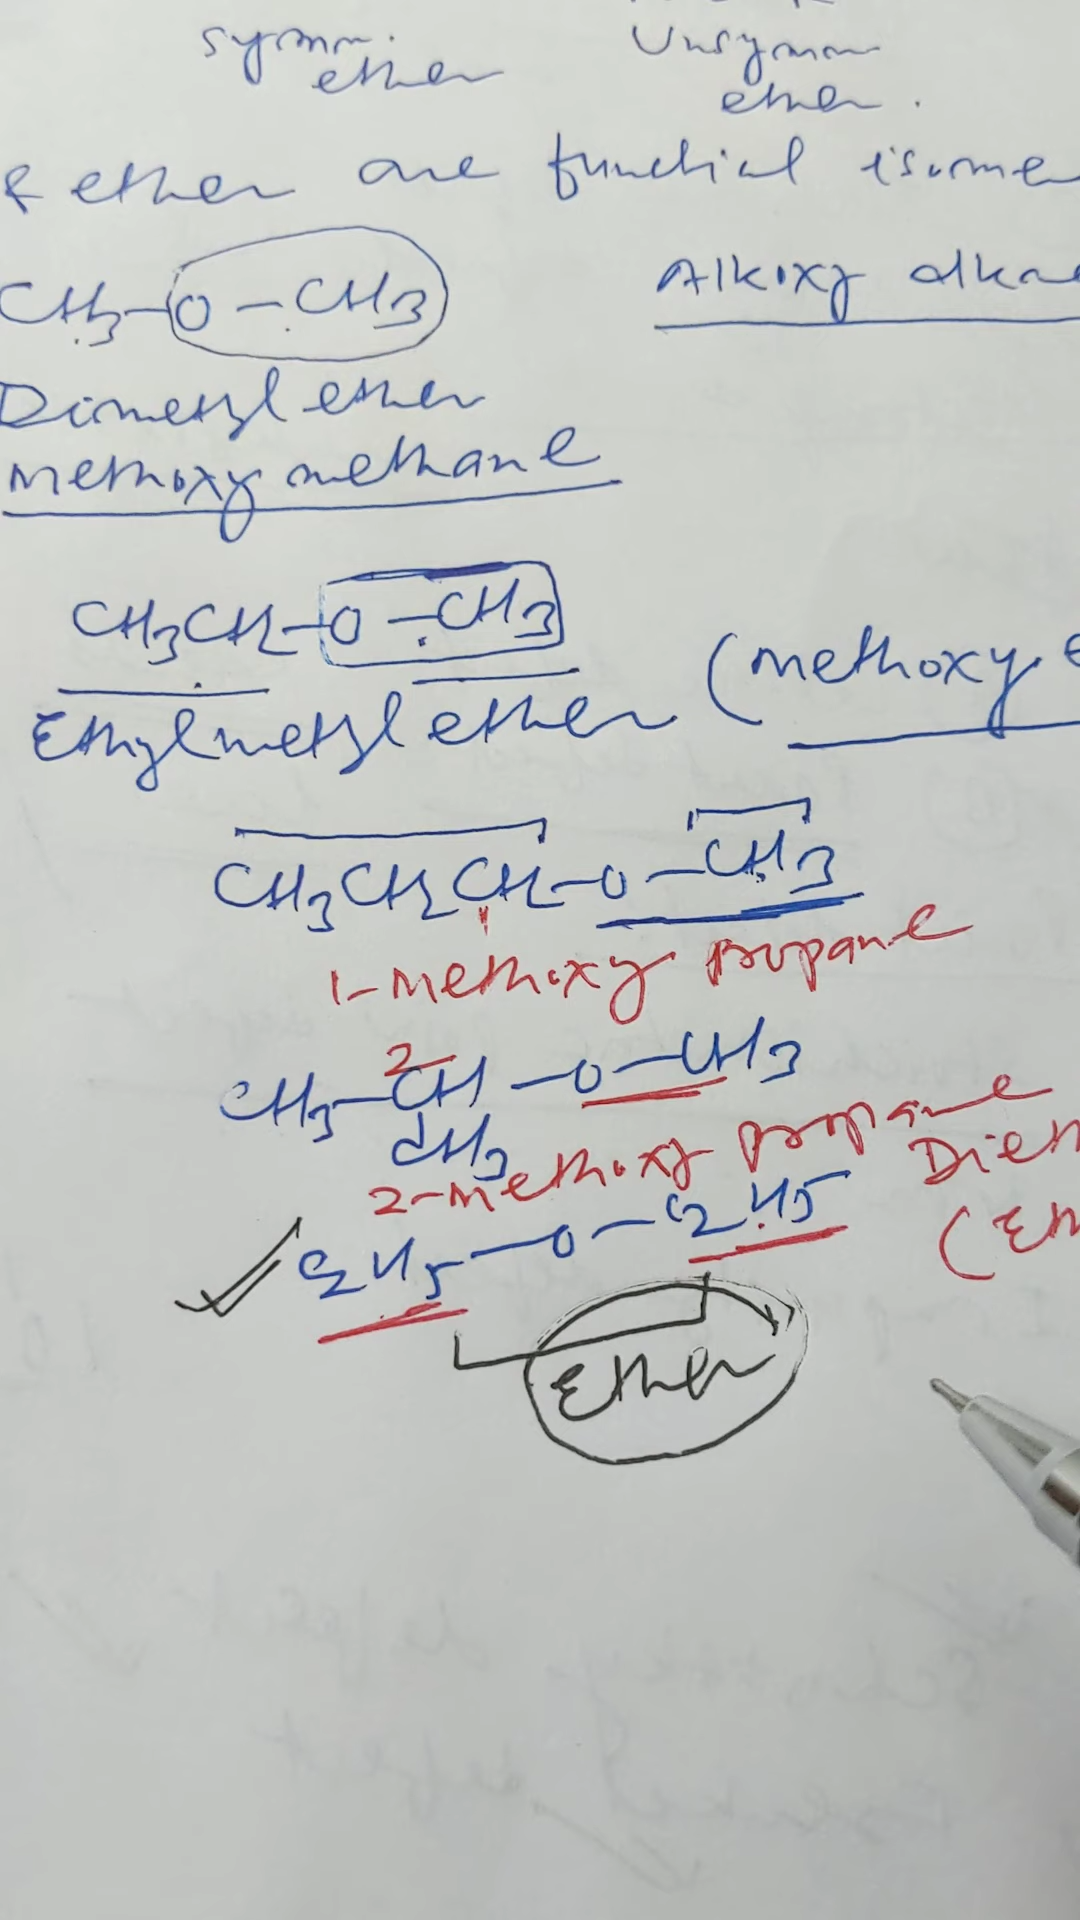 symm. Unsymm
ether ether.
& ether are functional isome
CH3-O-CH3 Alkoxy alka
Dimethyl ether
Methoxy methane
CH3CH2-O-CH3
Ethylmethyl ether (methoxy e
CH3CH2CH2-O-CH3
1
1-Methoxy propane
2
CH3-CH-O-CH3
CH3
2-methoxy propane Dieth
C2H5-O-C2H5 (Eth
Ether